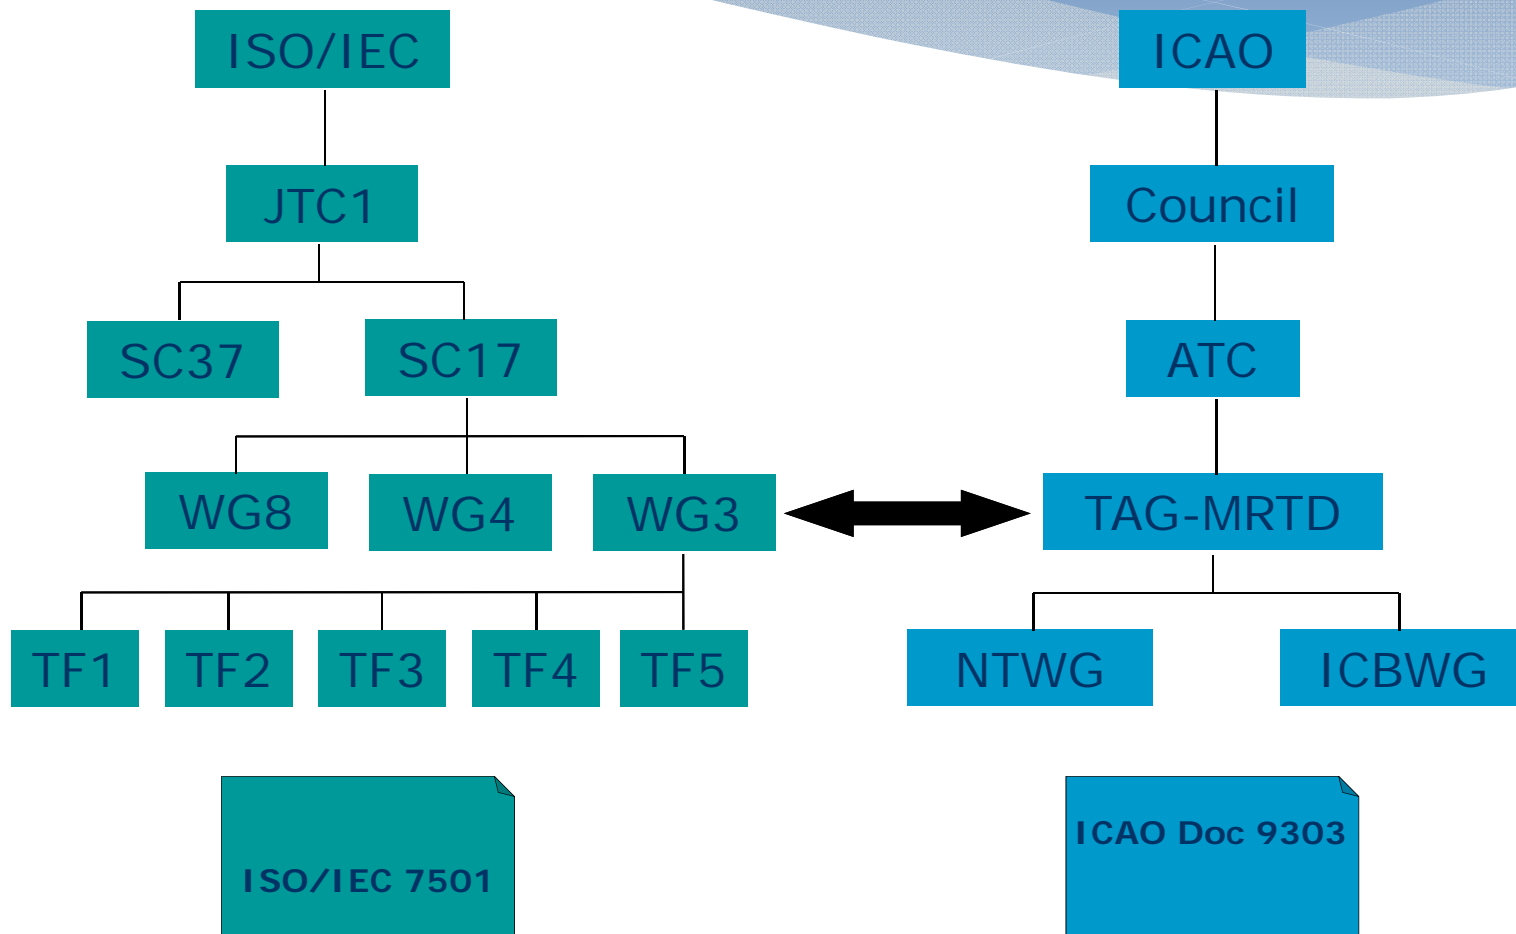 ISO/IEC
ICAO
JTC1
Council
SC37
SC17
ATC
WG8
WG4
WG3
TAG-MRTD
TF1
TF2
TF3
TF4
TF5
NTWG
ICBWG
ISO/IEC 7501
ICAO Doc 9303